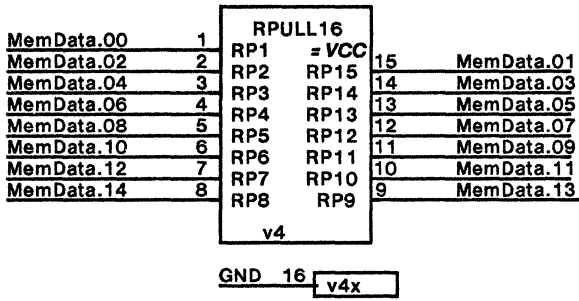 RPULL16
MemData.00 1 RP1 = VCC
MemData.02 2 RP2 RP15 15 MemData.01
MemData.04 3 RP3 RP14 14 MemData.03
MemData.06 4 RP4 RP13 13 MemData.05
MemData.08 5 RP5 RP12 12 MemData.07
MemData.10 6 RP6 RP11 11 MemData.09
MemData.12 7 RP7 RP10 10 MemData.11
MemData.14 8 RP8 RP9 9 MemData.13
v4
GND 16 v4x